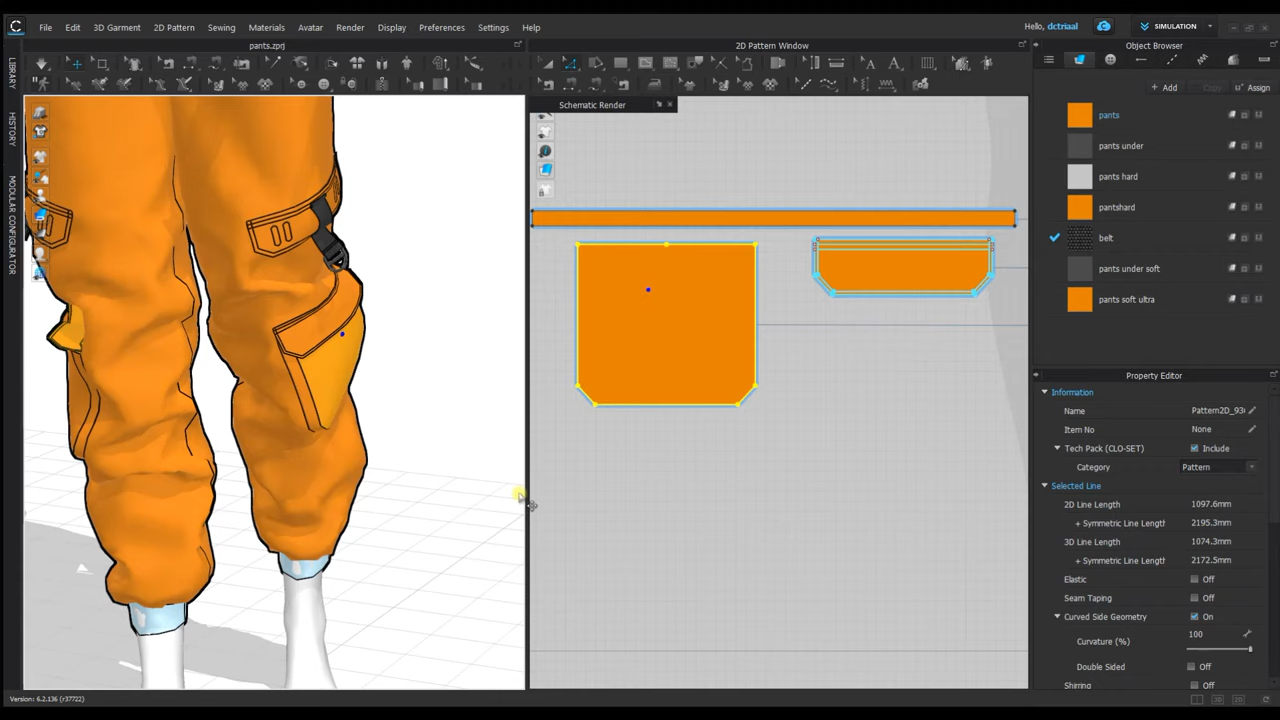 File Edit 3D Garment 2D Pattern Sewing Materials Avatar Render Display Preferences Settings Help
Hello, dctriaal
SIMULATION
pants.zprj
2D Pattern Window
Object Browser
LIBRARY
HISTORY
MODULAR CONFIGURATOR
Schematic Render
+ Add
Copy
Assign
pants
pants under
pants hard
pantshard
belt
pants under soft
pants soft ultra
Property Editor
Information
Name Pattern2D_93
Item No None
Tech Pack (CLO-SET) Include
Category Pattern
Selected Line
2D Line Length 1097.6mm
+ Symmetric Line Length 2195.3mm
3D Line Length 1074.3mm
+ Symmetric Line Length 2172.5mm
Elastic Off
Seam Taping Off
Curved Side Geometry On
Curvature (%) 100
Double Sided Off
Shirring Off
Version: 6.2.136 (r37722)
3D 2D